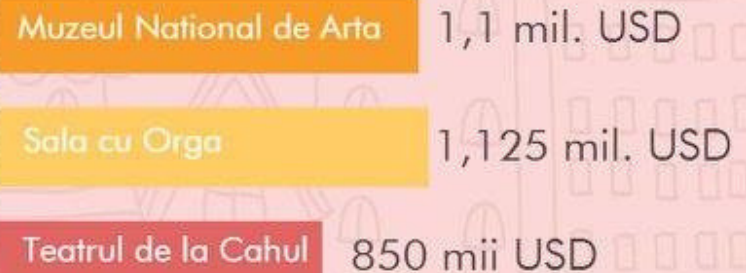 Muzeul National de Arta 1,1 mil. USD
Sala cu Orga 1,125 mil. USD
Teatrul de la Cahul 850 mii USD